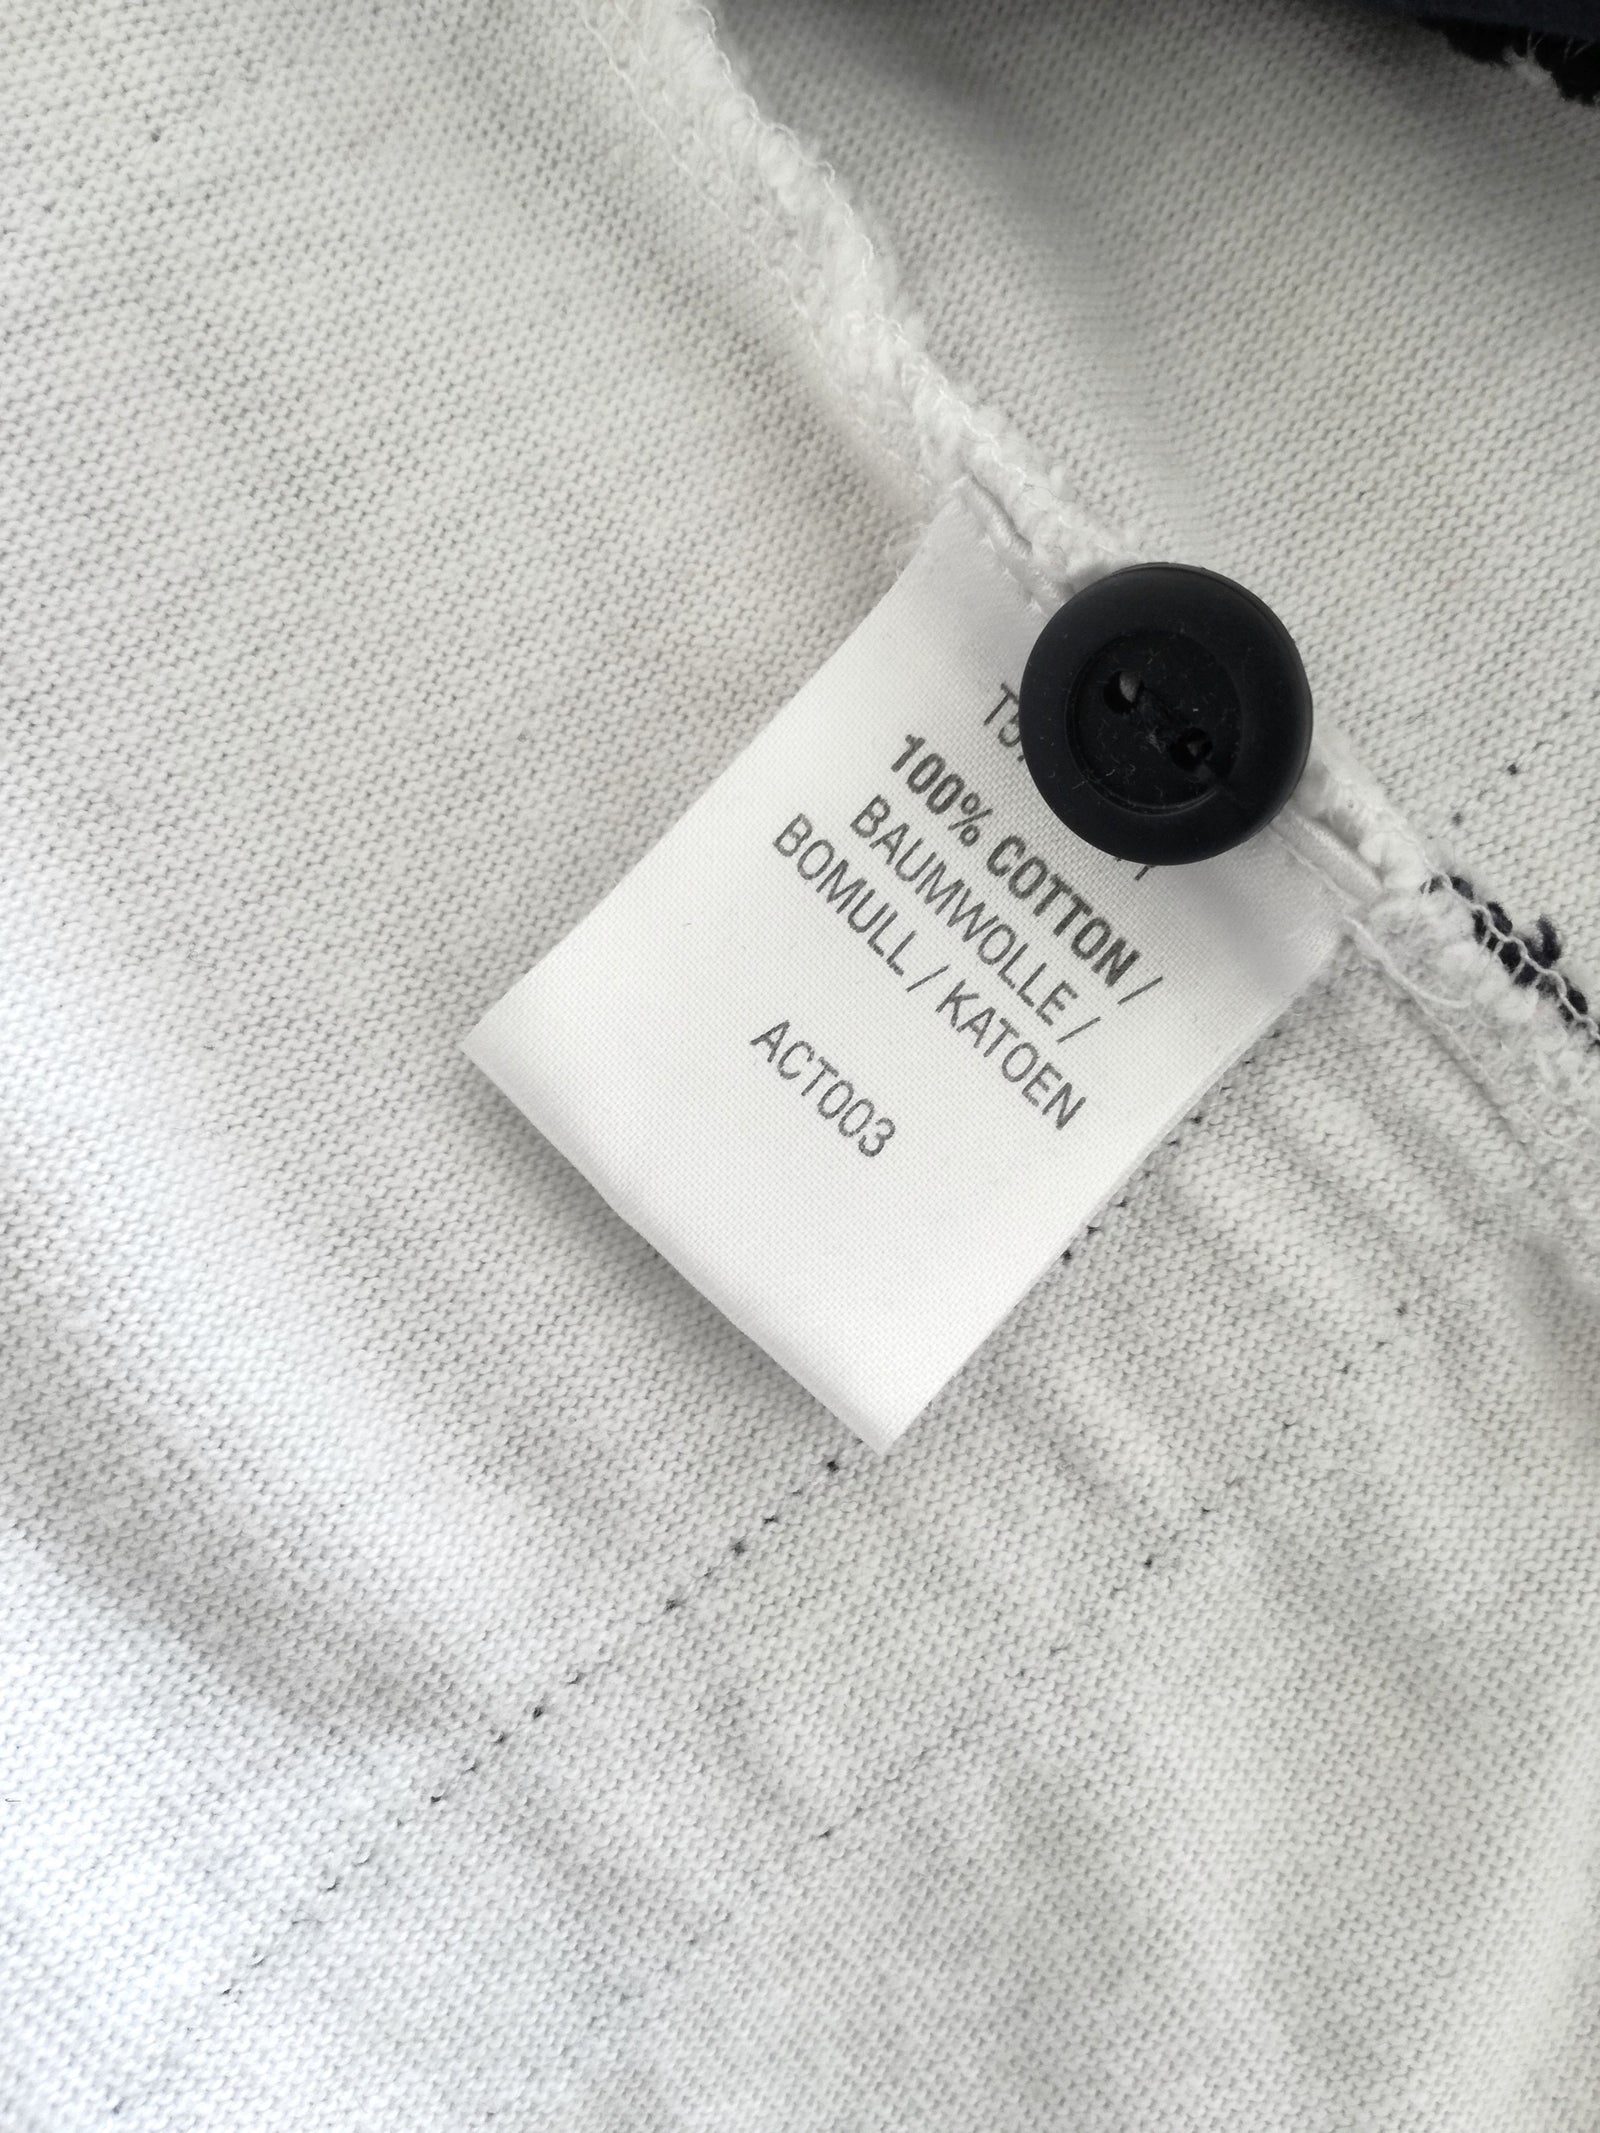 100% COTTON /
BAUMWOLLE /
BOMULL / KATOEN
ACT003